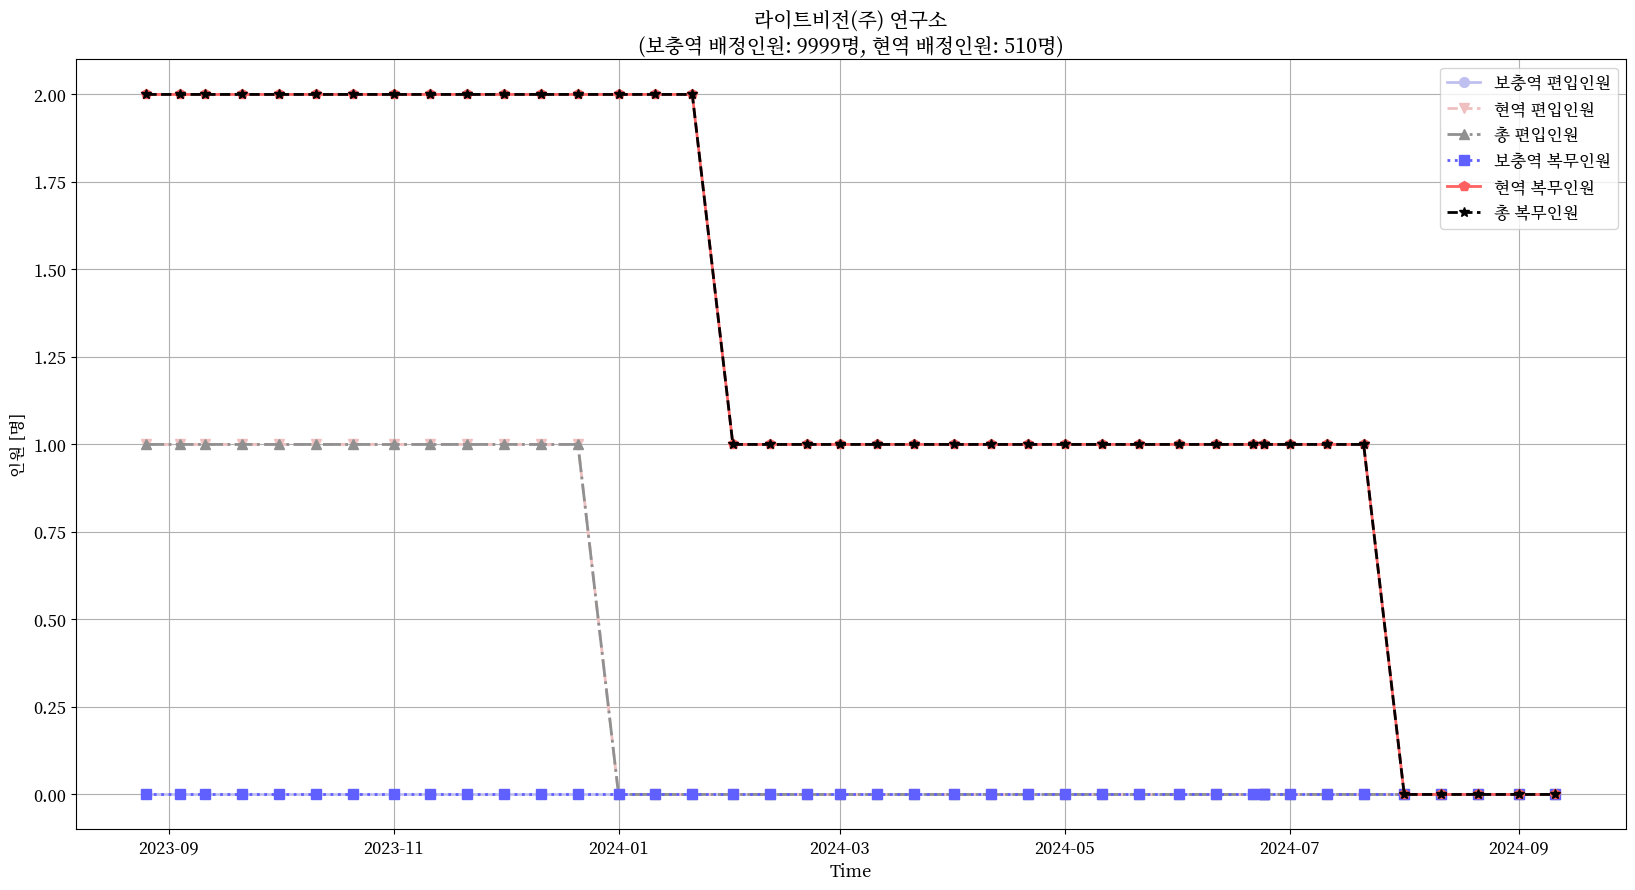 라이트비전(주) 연구소
(보충역 배정인원: 9999명, 현역 배정인원: 510명)
보충역 편입인원
현역 편입인원
총 편입인원
보충역 복무인원
현역 복무인원
총 복무인원
2.00
1.75
1.50
1.25
1.00
0.75
0.50
0.25
0.00
인원 [명]
2023-09 2023-11 2024-01 2024-03 2024-05 2024-07 2024-09
Time